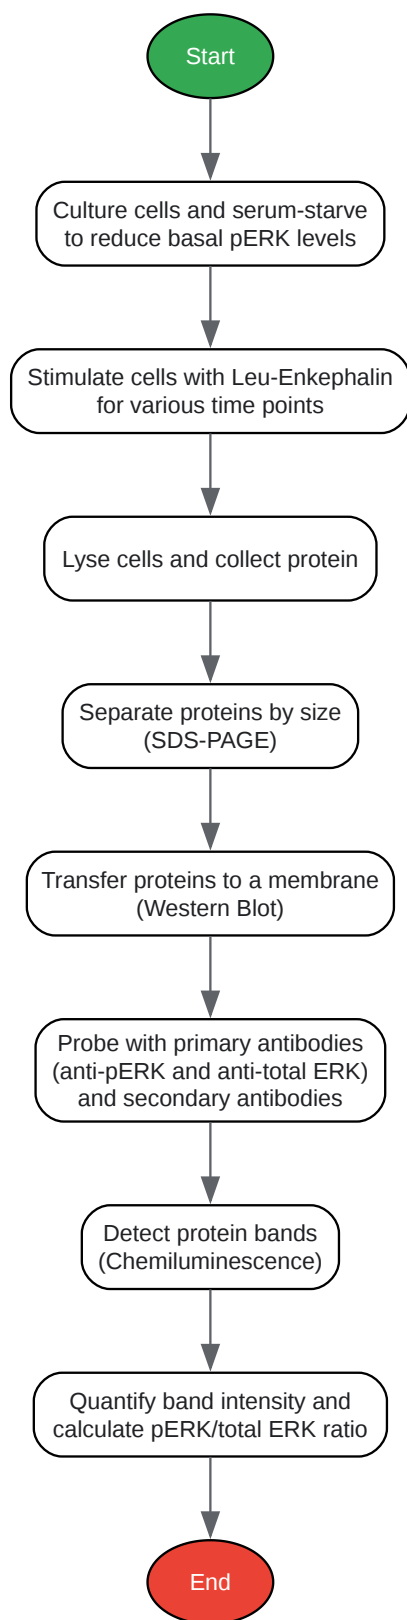 Start
Culture cells and serum-starve
to reduce basal pERK levels
Stimulate cells with Leu-Enkephalin
for various time points
Lyse cells and collect protein
Separate proteins by size
(SDS-PAGE)
Transfer proteins to a membrane
(Western Blot)
Probe with primary antibodies
(anti-pERK and anti-total ERK)
and secondary antibodies
Detect protein bands
(Chemiluminescence)
Quantify band intensity and
calculate pERK/total ERK ratio
End